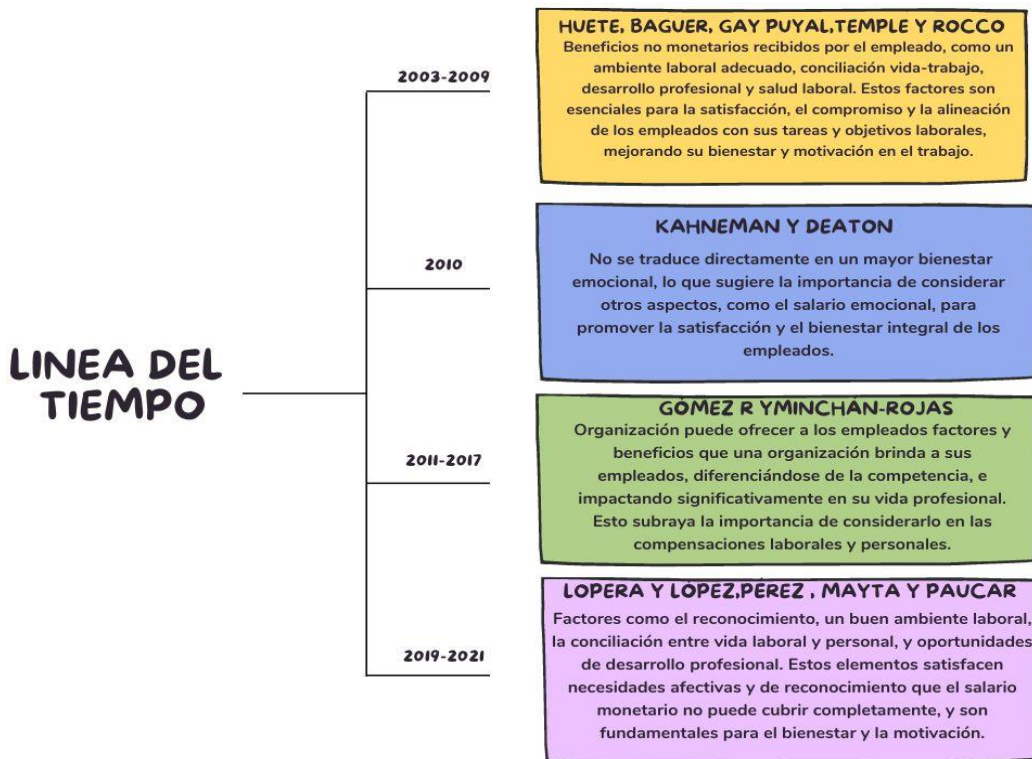 LINEA DEL
TIEMPO
2003-2009
HUETE, BAGUER, GAY PUYAL,TEMPLE Y ROCCO
Beneficios no monetarios recibidos por el empleado, como un
ambiente laboral adecuado, conciliación vida-trabajo,
desarrollo profesional y salud laboral. Estos factores son
esenciales para la satisfacción, el compromiso y la alineación
de los empleados con sus tareas y objetivos laborales,
mejorando su bienestar y motivación en el trabajo.
2010
KAHNEMAN Y DEATON
No se traduce directamente en un mayor bienestar
emocional, lo que sugiere la importancia de considerar
otros aspectos, como el salario emocional, para
promover la satisfacción y el bienestar integral de los
empleados.
2011-2017
GÓMEZ R YMINCHÁN-ROJAS
Organización puede ofrecer a los empleados factores y
beneficios que una organización brinda a sus
empleados, diferenciándose de la competencia, e
impactando significativamente en su vida profesional.
Esto subraya la importancia de considerarlo en las
compensaciones laborales y personales.
2019-2021
LOPERA Y LÓPEZ,PÉREZ , MAYTA Y PAUCAR
Factores como el reconocimiento, un buen ambiente laboral,
la conciliación entre vida laboral y personal, y oportunidades
de desarrollo profesional. Estos elementos satisfacen
necesidades afectivas y de reconocimiento que el salario
monetario no puede cubrir completamente, y son
fundamentales para el bienestar y la motivación.